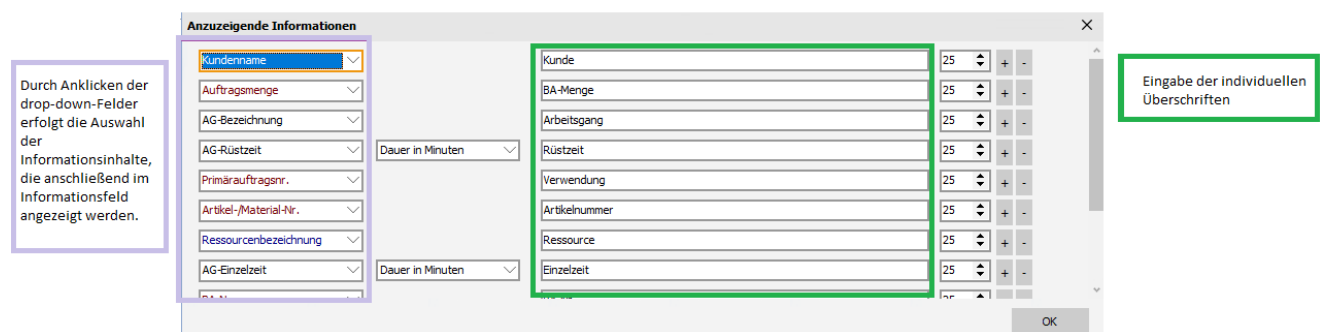 Anzuzeigende Informationen
Durch Anklicken der
drop-down-Felder
erfolgt die Auswahl
der
Informationsinhalte,
die anschließend im
Informationsfeld
angezeigt werden.
Kundenname Kunde 25 + -
Auftragsmenge BA-Menge 25 + -
AG-Bezeichnung Arbeitsgang 25 + -
AG-Rüstzeit Dauer in Minuten Rüstzeit 25 + -
Primärauftragsnr. Verwendung 25 + -
Artikel-/Material-Nr. Artikelnummer 25 + -
Ressourcenbezeichnung Ressource 25 + -
AG-Einzelzeit Dauer in Minuten Einzelzeit 25 + -
OK
Eingabe der individuellen
Überschriften